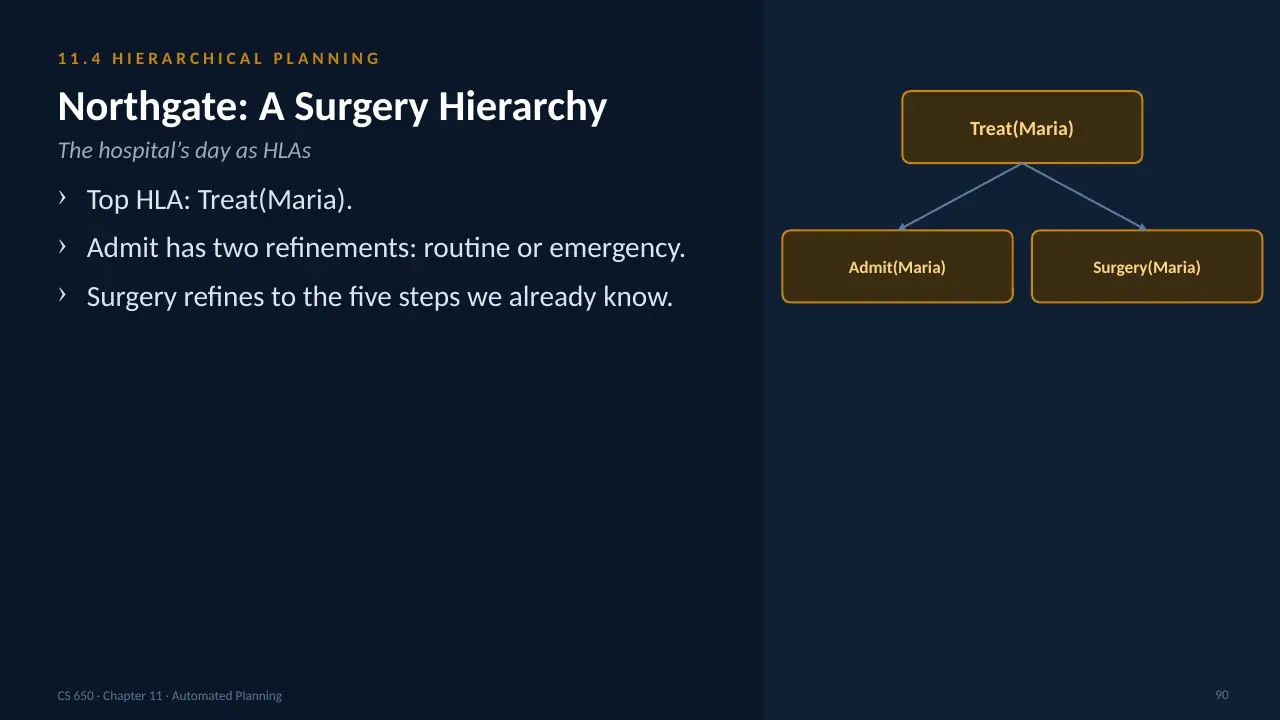 11.4 HIERARCHICAL PLANNING
Northgate: A Surgery Hierarchy
The hospital’s day as HLAs
› Top HLA: Treat(Maria).
› Admit has two refinements: routine or emergency.
› Surgery refines to the five steps we already know.
Treat(Maria)
Admit(Maria)
Surgery(Maria)
CS 650 · Chapter 11 · Automated Planning
90